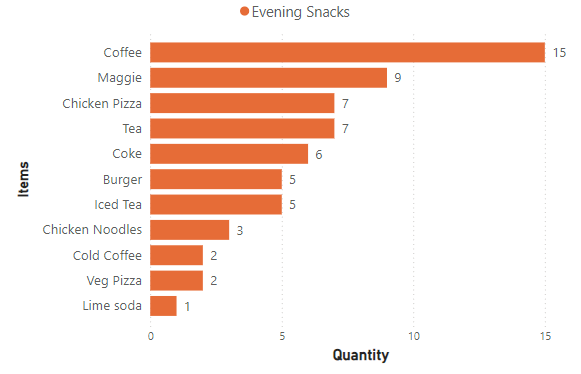 Evening Snacks
Coffee 15
Maggie 9
Chicken Pizza 7
Tea 7
Coke 6
Burger 5
Iced Tea 5
Chicken Noodles 3
Cold Coffee 2
Veg Pizza 2
Lime soda 1
Items
0 5 10 15
Quantity